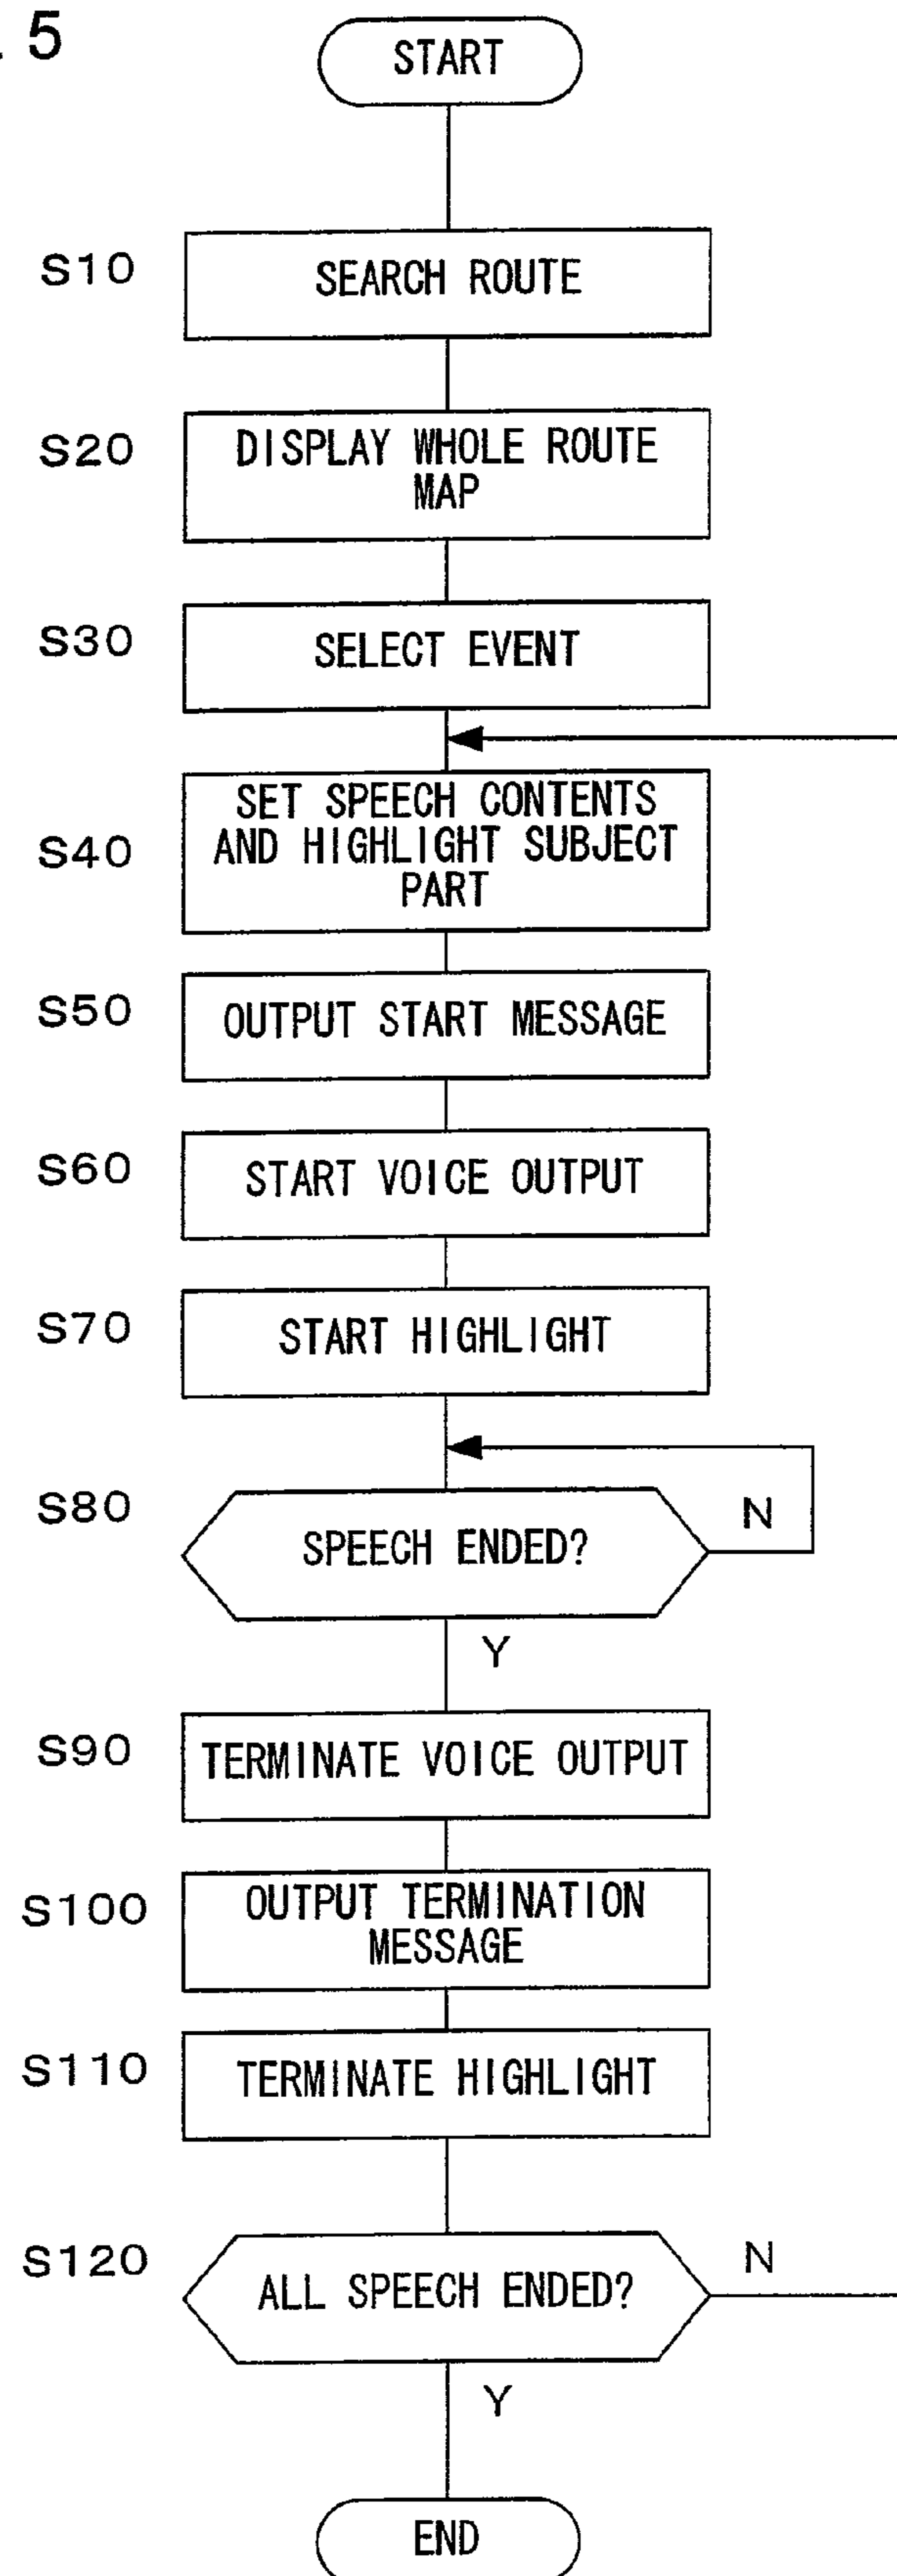 5
START
S10
SEARCH ROUTE
S20
DISPLAY WHOLE ROUTE
MAP
S30
SELECT EVENT
S40
SET SPEECH CONTENTS
AND HIGHLIGHT SUBJECT
PART
S50
OUTPUT START MESSAGE
S60
START VOICE OUTPUT
S70
START HIGHLIGHT
S80
SPEECH ENDED?
N
Y
S90
TERMINATE VOICE OUTPUT
S100
OUTPUT TERMINATION
MESSAGE
S110
TERMINATE HIGHLIGHT
S120
ALL SPEECH ENDED?
N
Y
END